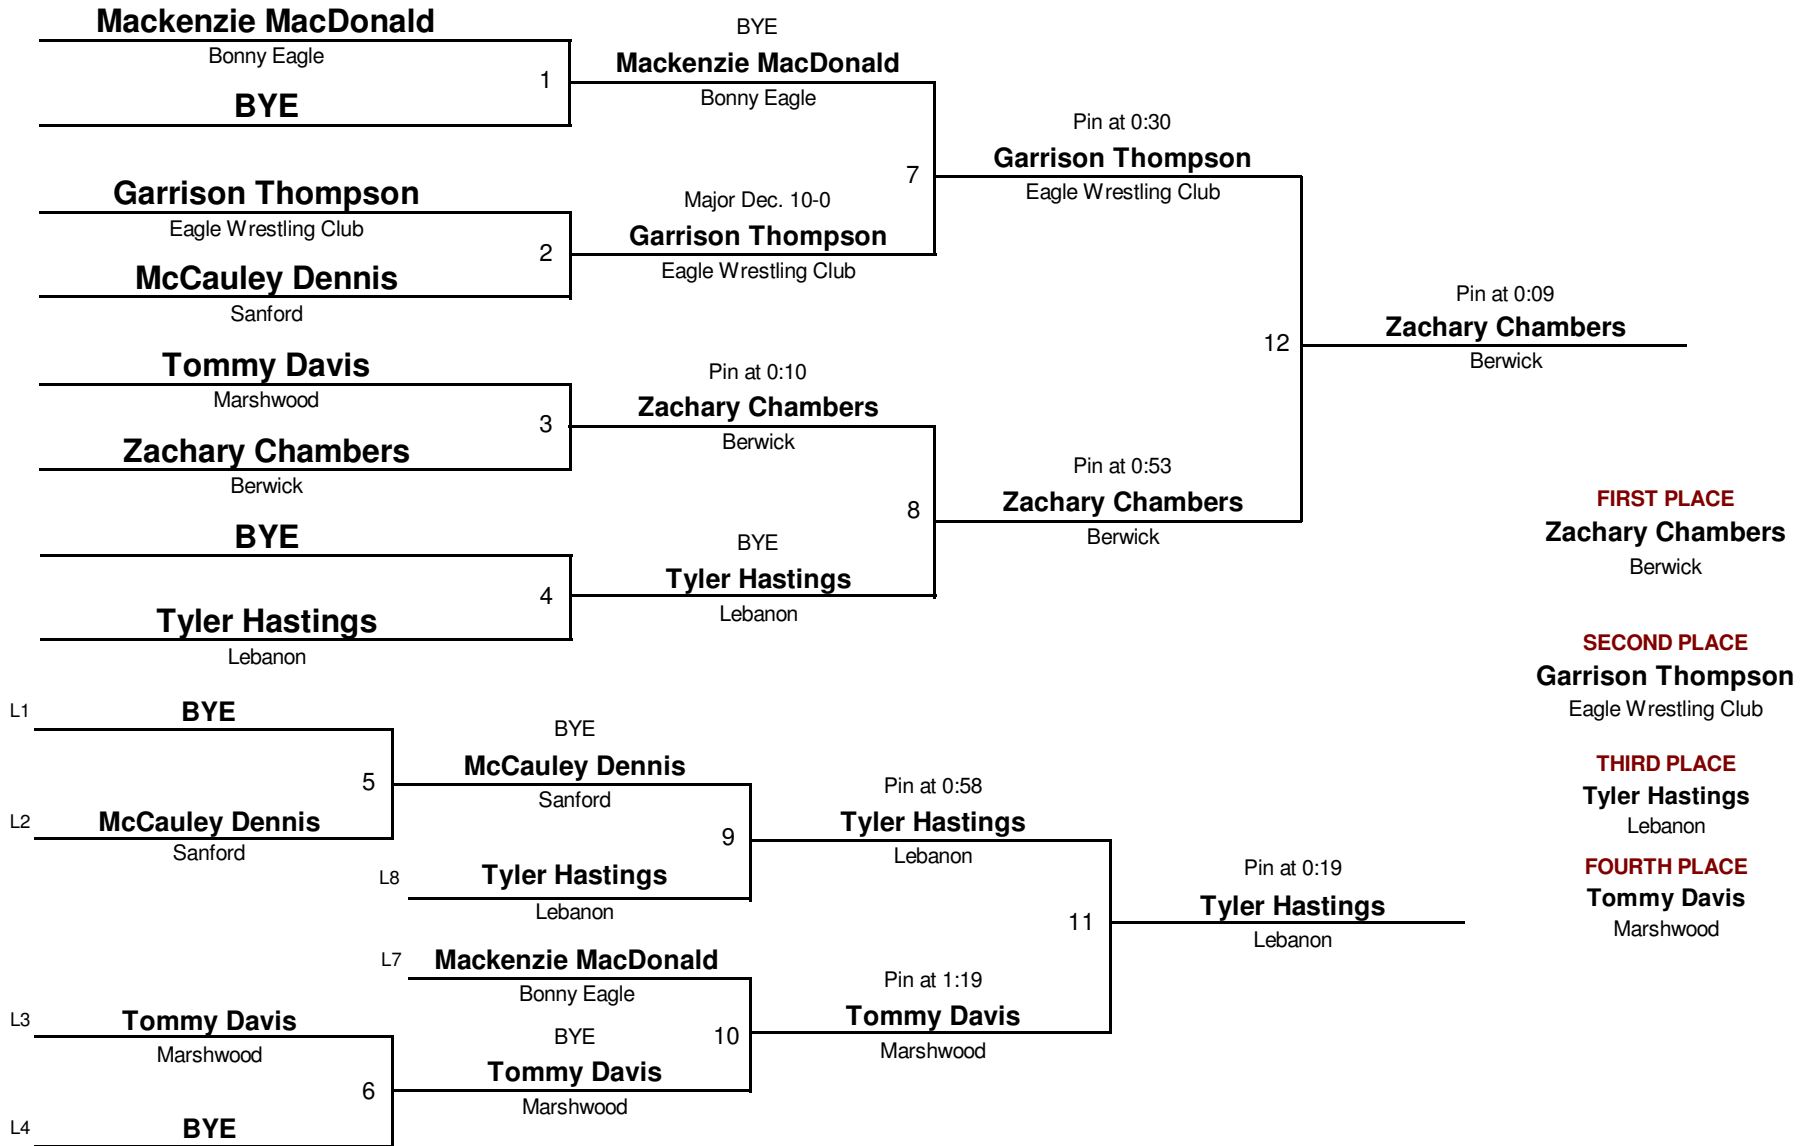 Mackenzie MacDonald
Bonny Eagle
1
BYE
BYE
Mackenzie MacDonald
Bonny Eagle
Garrison Thompson
Eagle Wrestling Club
2
McCauley Dennis
Sanford
Major Dec. 10-0
Garrison Thompson
Eagle Wrestling Club
7
Pin at 0:30
Garrison Thompson
Eagle Wrestling Club
Tommy Davis
Marshwood
3
Zachary Chambers
Berwick
Pin at 0:10
Zachary Chambers
Berwick
BYE
4
Tyler Hastings
Lebanon
BYE
Tyler Hastings
Lebanon
8
Pin at 0:53
Zachary Chambers
Berwick
12
Pin at 0:09
Zachary Chambers
Berwick
FIRST PLACE
Zachary Chambers
Berwick
SECOND PLACE
Garrison Thompson
Eagle Wrestling Club
THIRD PLACE
Tyler Hastings
Lebanon
FOURTH PLACE
Tommy Davis
Marshwood
L1
BYE
5
L2
McCauley Dennis
Sanford
BYE
McCauley Dennis
Sanford
9
L8
Tyler Hastings
Lebanon
Pin at 0:58
Tyler Hastings
Lebanon
L7
Mackenzie MacDonald
Bonny Eagle
L3
Tommy Davis
Marshwood
6
L4
BYE
BYE
Tommy Davis
Marshwood
10
Pin at 1:19
Tommy Davis
Marshwood
11
Pin at 0:19
Tyler Hastings
Lebanon